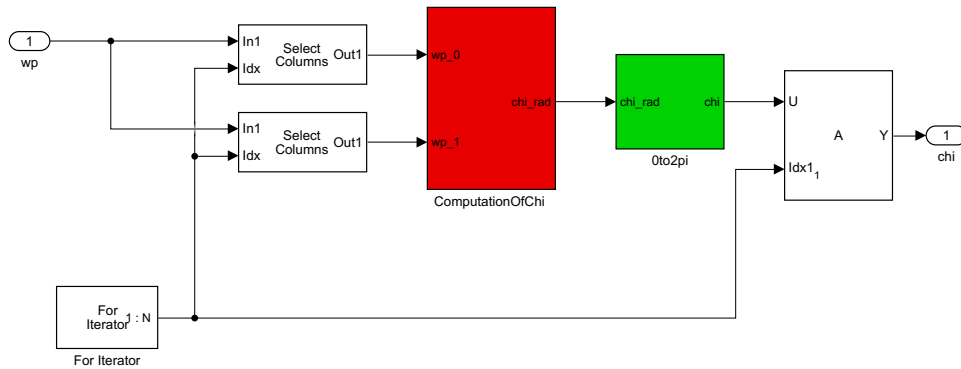 1
wp
In1
Idx
Select
Columns
Out1
In1
Idx
Select
Columns
Out1
wp_0
wp_1
chi_rad
ComputationOfChi
chi_rad
chi
0to2pi
U
Idx1
1
A
Y
1
chi
For
Iterator
1 : N
For Iterator